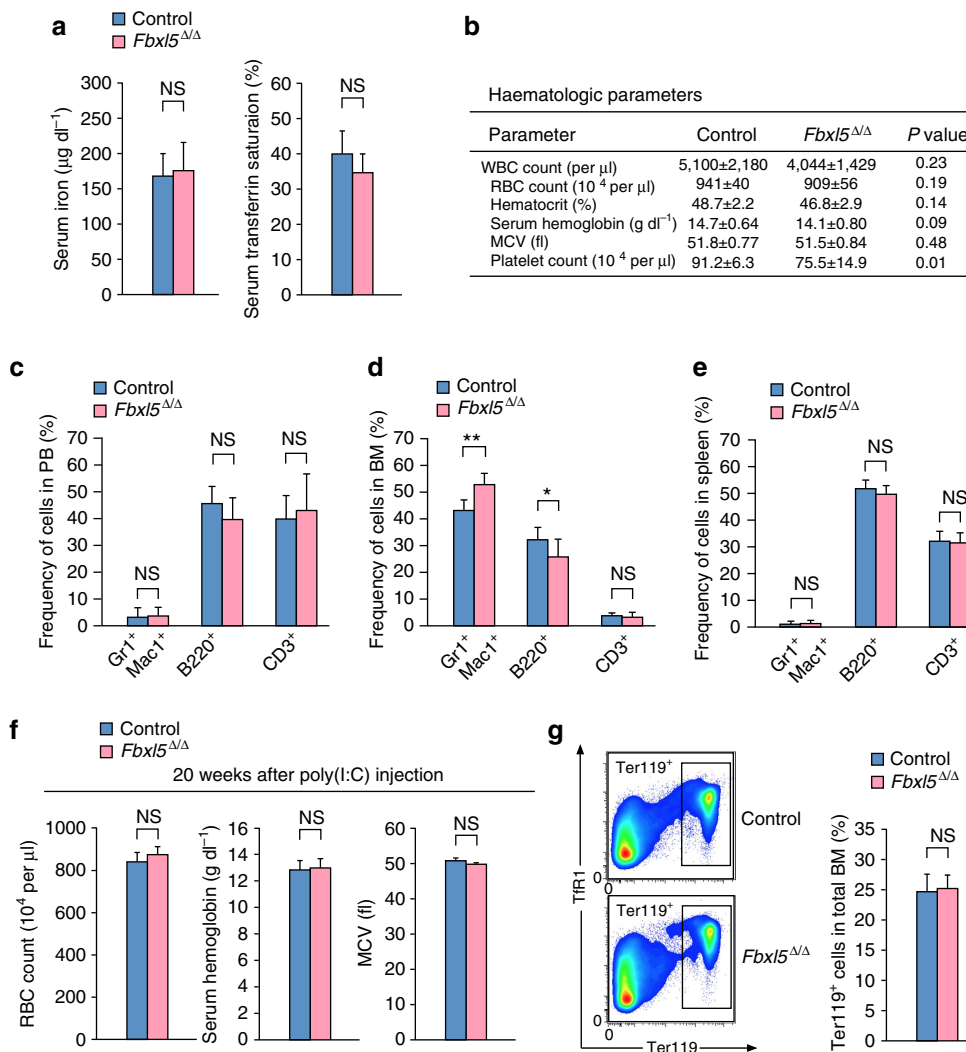 a
Control
Fbxl5 Δ/Δ
Serum iron (µg dl⁻¹)
300
250
200
150
100
50
0
NS
Serum transferrin saturaion (%)
60
40
20
0
NS
b
Haematologic parameters
Parameter Control Fbxl5 Δ/Δ P value
WBC count (per µl) 5,100±2,180 4,044±1,429 0.23
RBC count (10⁴ per µl) 941±40 909±56 0.19
Hematocrit (%) 48.7±2.2 46.8±2.9 0.14
Serum hemoglobin (g dl⁻¹) 14.7±0.64 14.1±0.80 0.09
MCV (fl) 51.8±0.77 51.5±0.84 0.48
Platelet count (10⁴ per µl) 91.2±6.3 75.5±14.9 0.01
c
Control
Fbxl5 Δ/Δ
Frequency of cells in PB (%)
70
60
50
40
30
20
10
0
NS
NS
NS
Gr1⁺
Mac1⁺
B220⁺
CD3⁺
d
Control
Fbxl5 Δ/Δ
Frequency of cells in BM (%)
70
60
50
40
30
20
10
0
**
*
NS
Gr1⁺
Mac1⁺
B220⁺
CD3⁺
e
Control
Fbxl5 Δ/Δ
Frequency of cells in spleen (%)
70
60
50
40
30
20
10
0
NS
NS
NS
Gr1⁺
Mac1⁺
B220⁺
CD3⁺
f
Control
Fbxl5 Δ/Δ
20 weeks after poly(I:C) injection
RBC count (10⁴ per µl)
1000
800
600
400
200
0
NS
Serum hemoglobin (g dl⁻¹)
16
14
12
10
8
6
4
2
0
NS
MCV (fl)
60
50
40
30
20
10
0
NS
g
TfR1
Ter119⁺
0
Control
Ter119⁺
0
0
Fbxl5 Δ/Δ
Ter119
Control
Fbxl5 Δ/Δ
Ter119⁺ cells in total BM (%)
35
30
25
20
15
10
5
0
NS